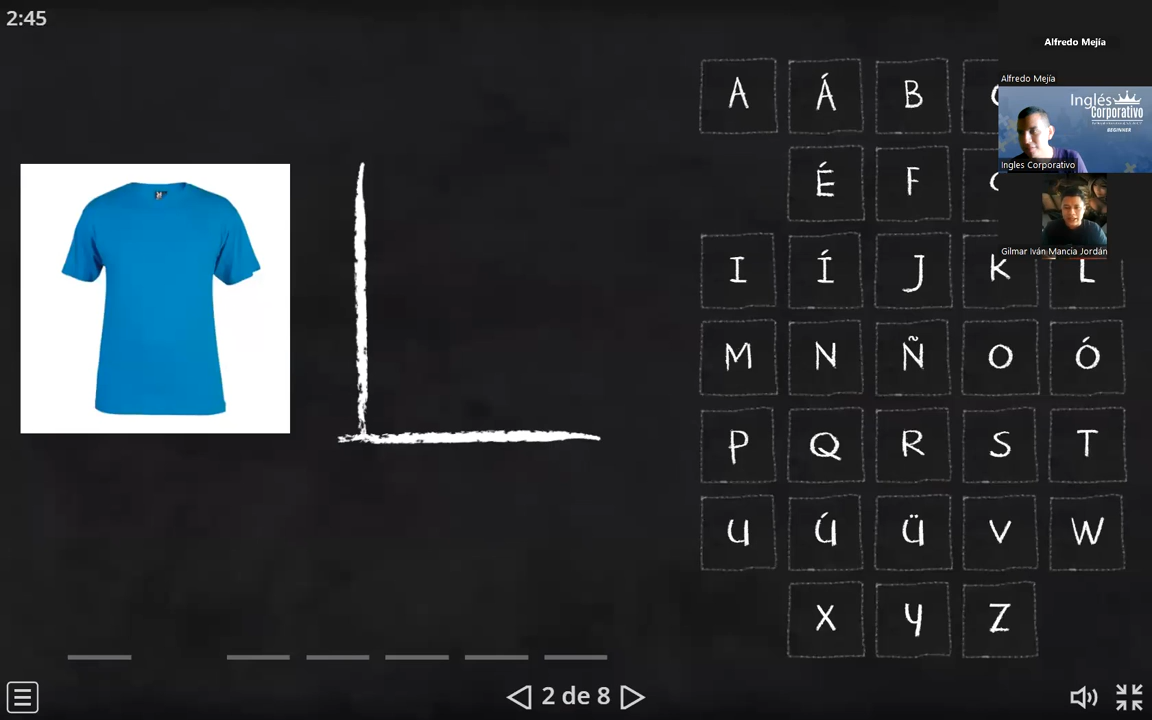 2:45
Alfredo Mejía
Alfredo Mejía
Inglés
Corporativo
BEGINNER
Ingles Corporativo
Gilmar Iván Mancia Jordán
A Á B
É F
I Í J K L
M N Ñ O Ó
P Q R S T
U Ú Ü V W
X Y Z
2 de 8